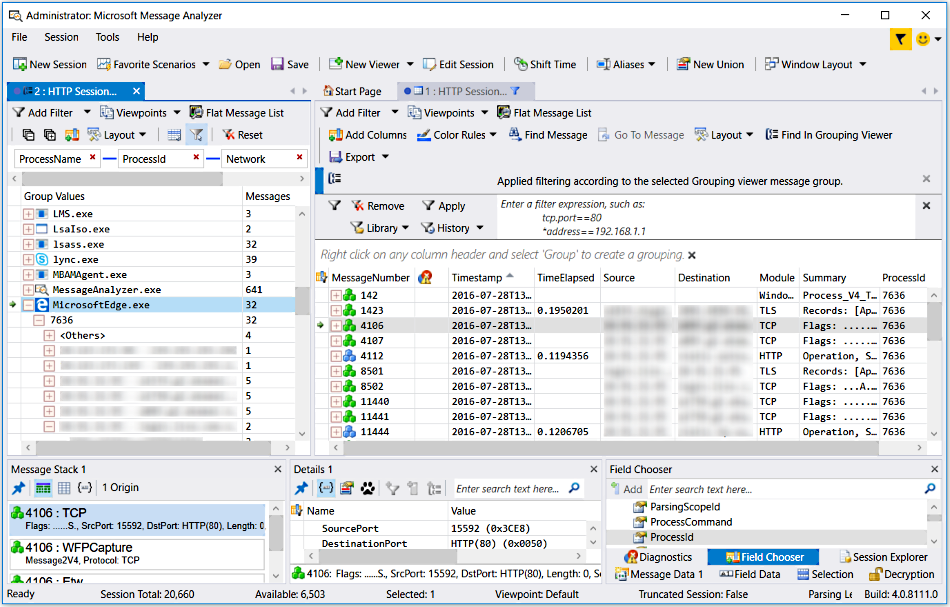 Administrator: Microsoft Message Analyzer
File Session Tools Help
New Session Favorite Scenarios Open Save New Viewer Edit Session Shift Time Aliases New Union Window Layout
2 : HTTP Session...
Add Filter Viewpoints Flat Message List
Layout Reset
ProcessName ProcessId Network
Group Values Messages
LMS.exe 3
LsaIso.exe 2
lsass.exe 32
lync.exe 39
MBAMAgent.exe 3
MessageAnalyzer.exe 641
MicrosoftEdge.exe 32
7636 32
<Others> 4
1
1
5
5
5
2
Start Page 1 : HTTP Session...
Add Filter Viewpoints Flat Message List
Add Columns Color Rules Find Message Go To Message Layout Find In Grouping Viewer
Export
Applied filtering according to the selected Grouping viewer message group.
Remove Apply
Library History
Enter a filter expression, such as:
tcp.port==80
*address==192.168.1.1
Right click on any column header and select 'Group' to create a grouping.
MessageNumber Timestamp TimeElapsed Source Destination Module Summary ProcessId
142 2016-07-28T13... Windo... Process_V4_T... 7636
1423 2016-07-28T13... 0.1950201 TLS Records: [Ap... 7636
4106 2016-07-28T13... TCP Flags: ...... 7636
4107 2016-07-28T13... TCP Flags: ...... 7636
4112 2016-07-28T13... 0.1194356 HTTP Operation, S... 7636
8501 2016-07-28T13... TLS Records: [Ap... 7636
8502 2016-07-28T13... TCP Flags: ...A... 7636
11440 2016-07-28T13... TCP Flags: ...... 7636
11441 2016-07-28T13... TCP Flags: ...... 7636
11444 2016-07-28T13... 0.1206705 HTTP Operation, S... 7636
Message Stack 1
1 Origin
4106 : TCP
Flags: ......S., SrcPort: 15592, DstPort: HTTP(80), Length: 0,
4106 : WFPCapture
Message2V4, Protocol: TCP
4106 : Etw
Details 1
Enter search text here...
Name Value
SourcePort 15592 (0x3CE8)
DestinationPort HTTP(80) (0x0050)
4106: Flags: ......S., SrcPort: 15592, DstPort: HTTP(80), Length: 0, S
Field Chooser
Add Enter search text here...
ParsingScopeId
ProcessCommand
ProcessId
Diagnostics Field Chooser Session Explorer
Message Data 1 Field Data Selection Decryption
Ready Session Total: 20,660 Available: 6,503 Selected: 1 Viewpoint: Default Truncated Session: False Parsing Le Build: 4.0.8111.0